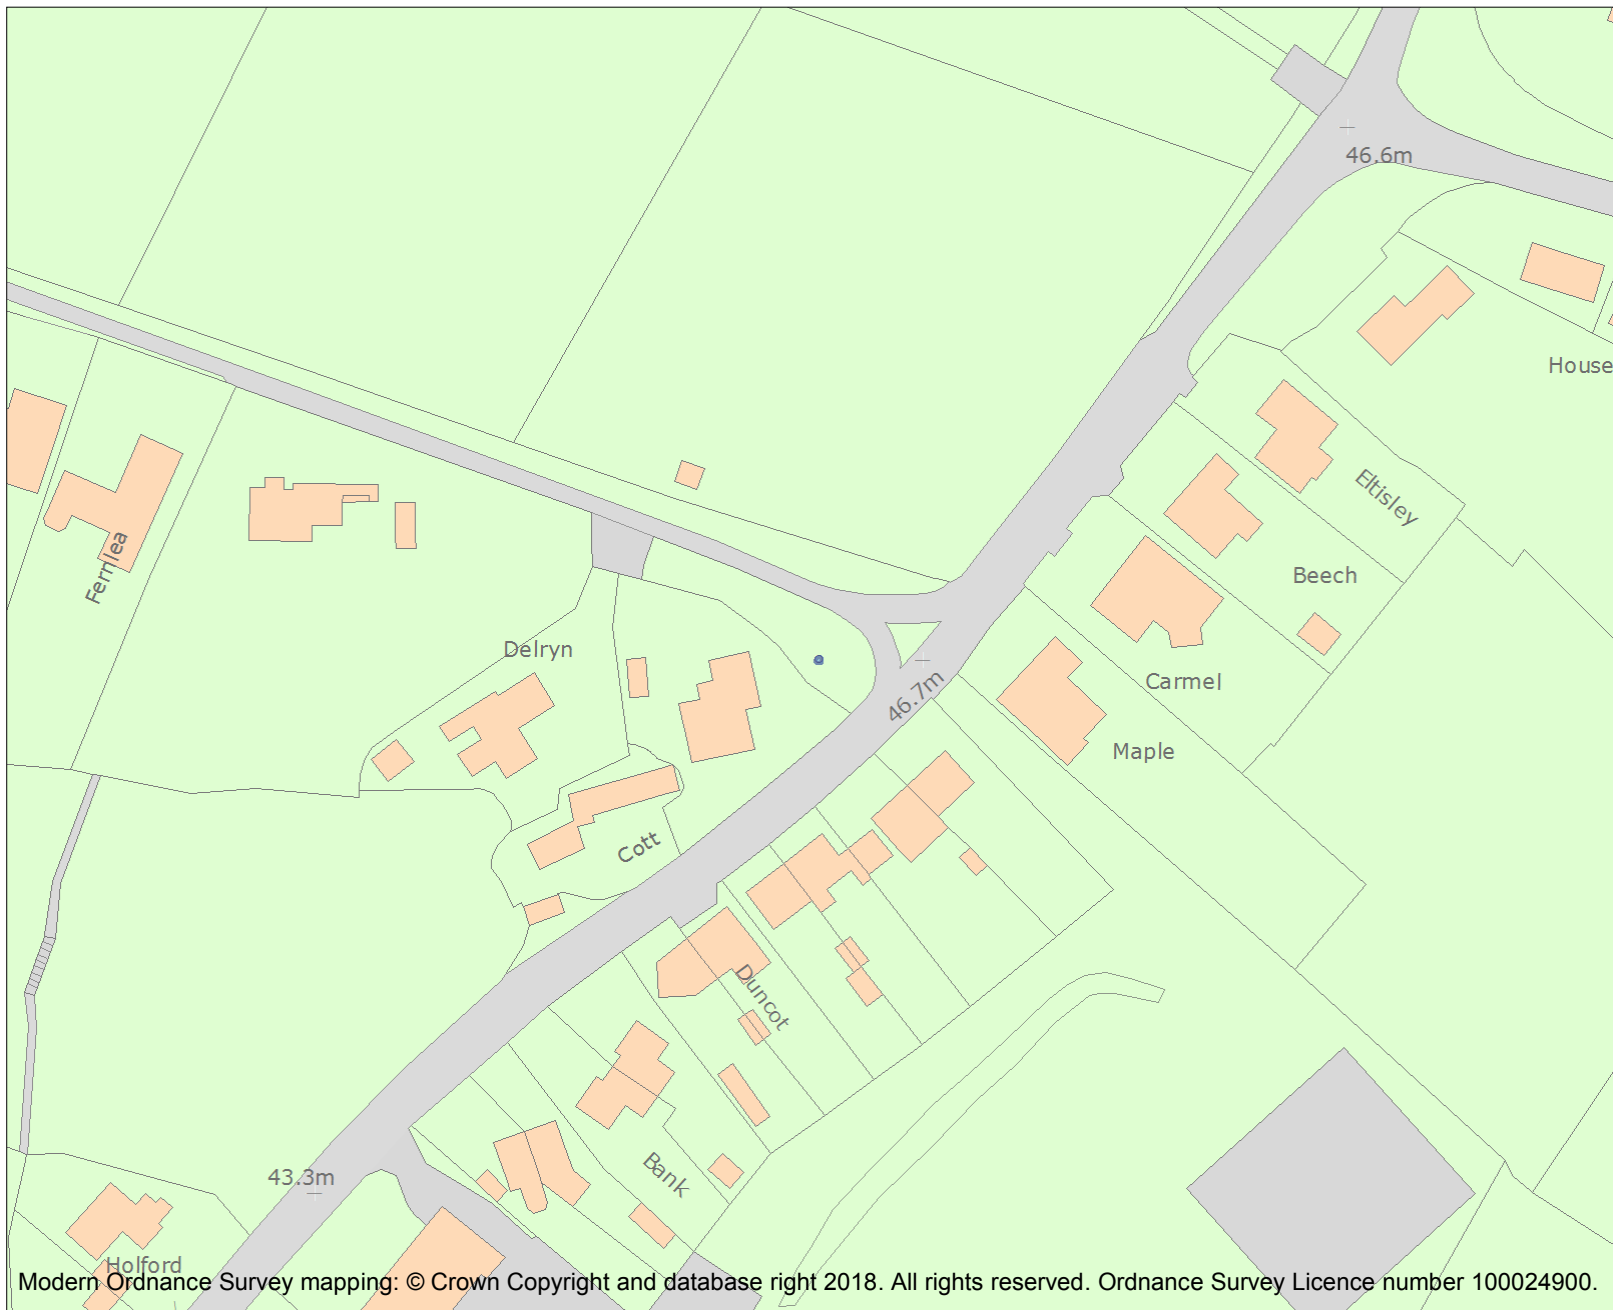 46.6m
House
Eltisley
Fernlea
Beech
Delryn
Carmel
46.7m
Maple
Cott
Duncot
Bank
43.3m
Holford
Modern Ordnance Survey mapping: © Crown Copyright and database right 2018. All rights reserved. Ordnance Survey Licence number 100024900.